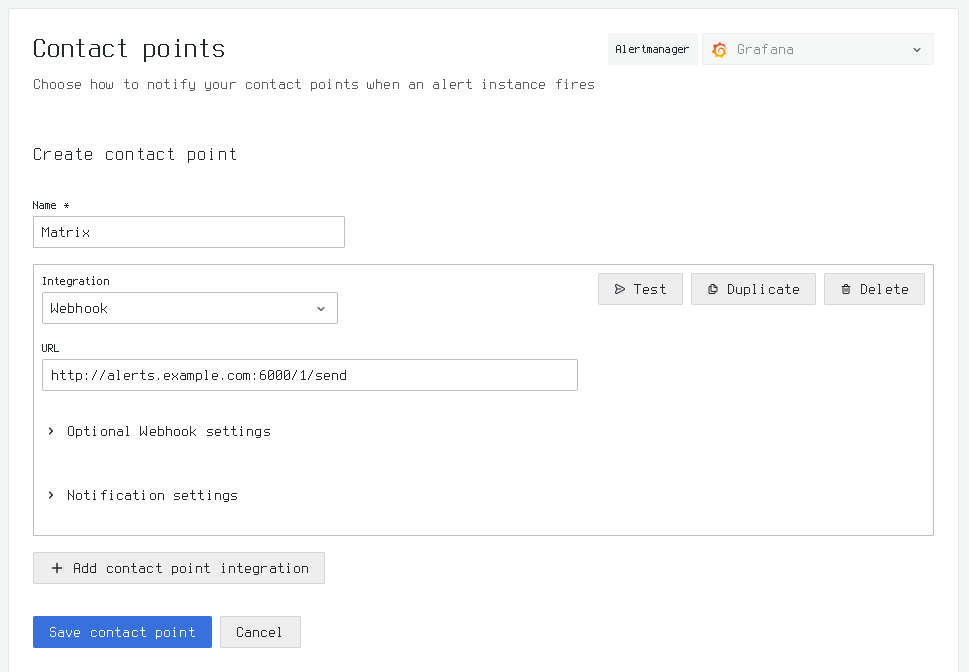 Contact points
Alertmanager
Grafana
Choose how to notify your contact points when an alert instance fires
Create contact point
Name *
Matrix
Integration
Webhook
Test
Duplicate
Delete
URL
http://alerts.example.com:6000/1/send
Optional Webhook settings
Notification settings
Add contact point integration
Save contact point
Cancel